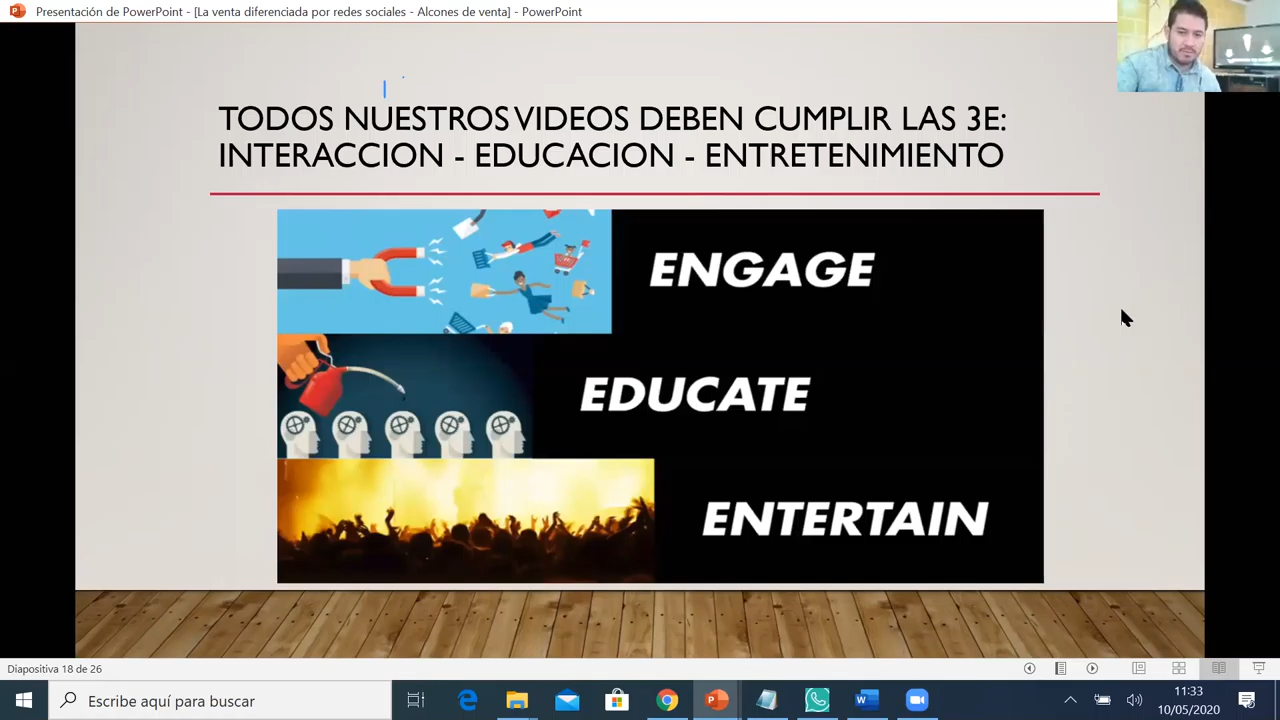 Presentación de PowerPoint - [La venta diferenciada por redes sociales - Alcones de venta] - PowerPoint
TODOS NUESTROS VIDEOS DEBEN CUMPLIR LAS 3E:
INTERACCION - EDUCACION - ENTRETENIMIENTO
ENGAGE
EDUCATE
ENTERTAIN
Diapositiva 18 de 26
Escribe aquí para buscar
11:33
10/05/2020